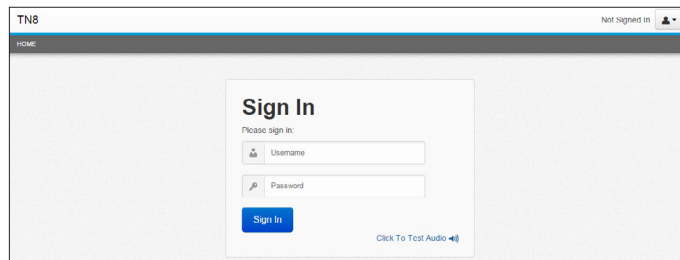 TN8
Not Signed In
HOME
Sign In
Please sign in:
Username
Password
Sign In
Click To Test Audio